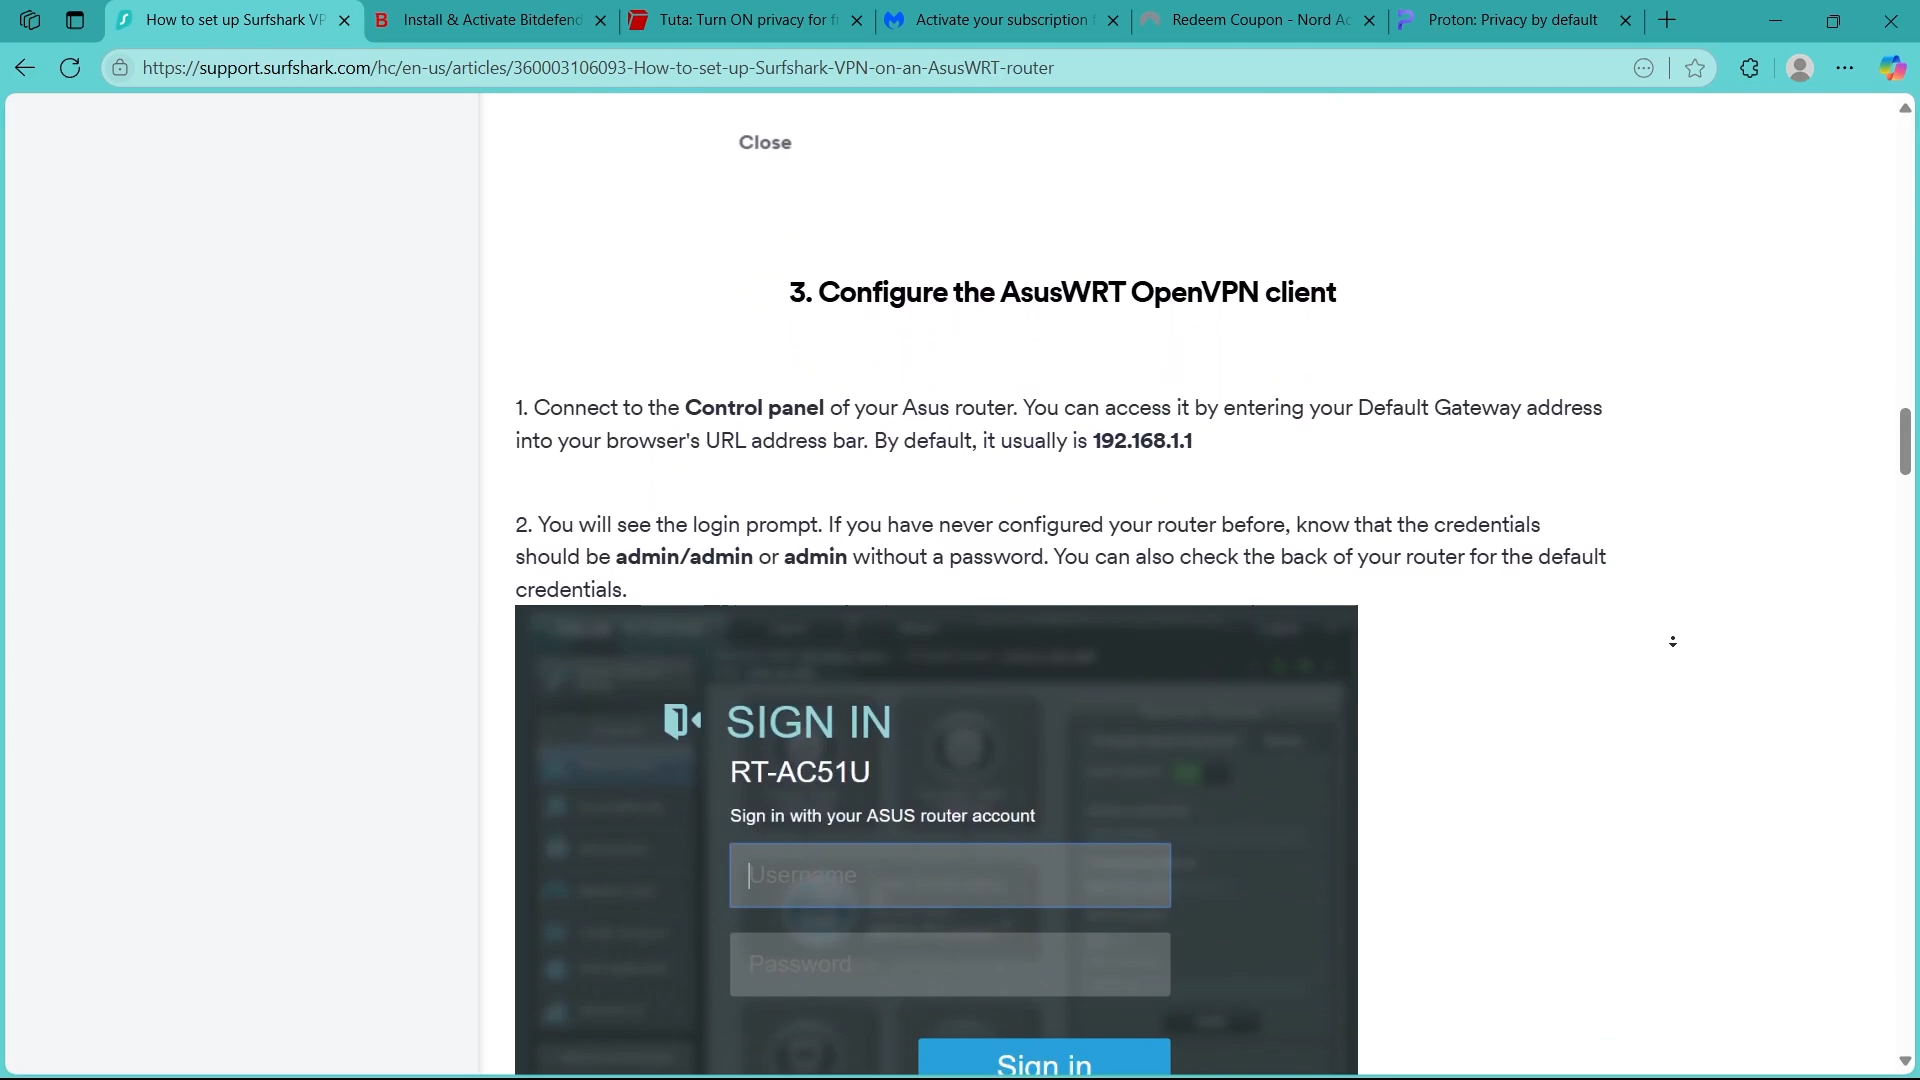 How to set up Surfshark VP
Install & Activate Bitdefend
Tuta: Turn ON privacy for f
Activate your subscription
Redeem Coupon - Nord Ac
Proton: Privacy by default
https://support.surfshark.com/hc/en-us/articles/360003106093-How-to-set-up-Surfshark-VPN-on-an-AsusWRT-router
Close
3. Configure the AsusWRT OpenVPN client
1. Connect to the Control panel of your Asus router. You can access it by entering your Default Gateway address
into your browser's URL address bar. By default, it usually is 192.168.1.1
2. You will see the login prompt. If you have never configured your router before, know that the credentials
should be admin/admin or admin without a password. You can also check the back of your router for the default
credentials.
SIGN IN
RT-AC51U
Sign in with your ASUS router account
Username
Password
Sign in